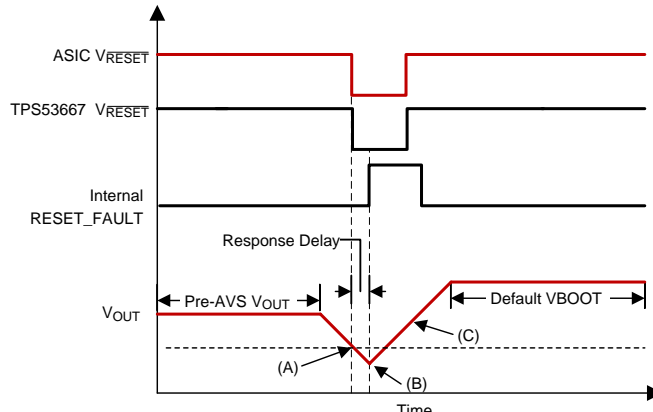 ASIC VRESET
TPS53667 VRESET
Internal
RESET_FAULT
Response Delay
Pre-AVS VOUT
Default VBOOT
VOUT
(C)
(A)
(B)
Time